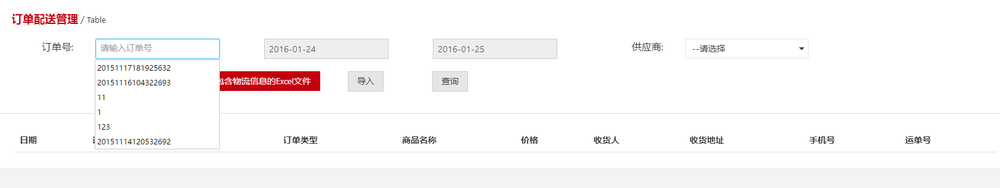 订单配送管理 / Table
订单号: 请输入订单号 2016-01-24 2016-01-25 供应商: --请选择
20151117181925632
20151116104322693
11
1
123
20151114120532692
包含物流信息的Excel文件 导入 查询
日期 订单类型 商品名称 价格 收货人 收货地址 手机号 运单号